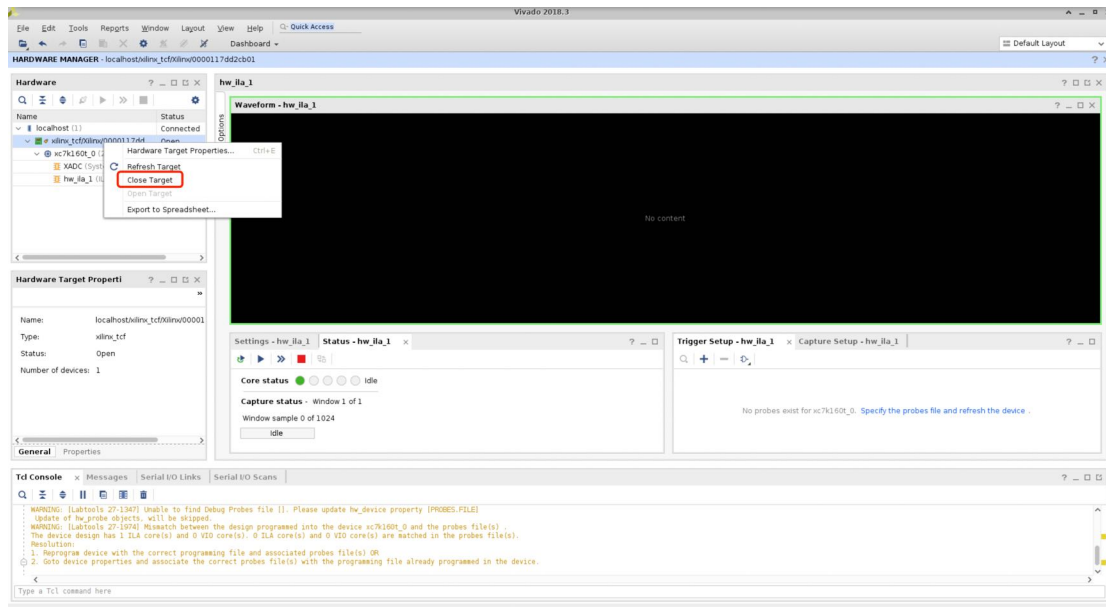 Vivado 2018.3
File Edit Tools Reports Window Layout View Help Quick Access
Dashboard
Default Layout
HARDWARE MANAGER - localhost/xilinx_tcf/Xilinx/0000117dd2cb01
Hardware
Name Status
localhost (1) Connected
xilinx_tcf/Xilinx/0000117dd Open
xc7k160t_0 (2
XADC (Syst
hw_ila_1 (IL
Hardware Target Properties... Ctrl+E
Refresh Target
Close Target
Open Target
Export to Spreadsheet...
hw_ila_1
Options
Waveform - hw_ila_1
No content
Hardware Target Properti
Name: localhost/xilinx_tcf/Xilinx/00001
Type: xilinx_tcf
Status: Open
Number of devices: 1
General Properties
Settings - hw_ila_1 Status - hw_ila_1
Core status Idle
Capture status - Window 1 of 1
Window sample 0 of 1024
Idle
Trigger Setup - hw_ila_1 Capture Setup - hw_ila_1
No probes exist for xc7k160t_0. Specify the probes file and refresh the device .
Tcl Console Messages Serial I/O Links Serial I/O Scans
WARNING: [Labtools 27-1347] Unable to find Debug Probes file []. Please update hw_device property [PROBES.FILE]
Update of hw_probe objects, will be skipped.
WARNING: [Labtools 27-1974] Mismatch between the design programmed into the device xc7k160t_0 and the probes file(s) .
The device design has 1 ILA core(s) and 0 VIO core(s). 0 ILA core(s) and 0 VIO core(s) are matched in the probes file(s).
Resolution:
1. Reprogram device with the correct programming file and associated probes file(s) OR
2. Goto device properties and associate the correct probes file(s) with the programming file already programmed in the device.
Type a Tcl command here